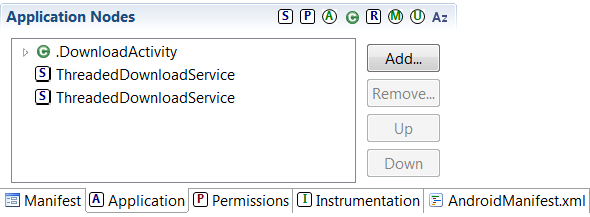 Application Nodes S P A C R M U Az
C .DownloadActivity
S ThreadedDownloadService
S ThreadedDownloadService
Add...
Remove...
Up
Down
Manifest A Application P Permissions I Instrumentation AndroidManifest.xml